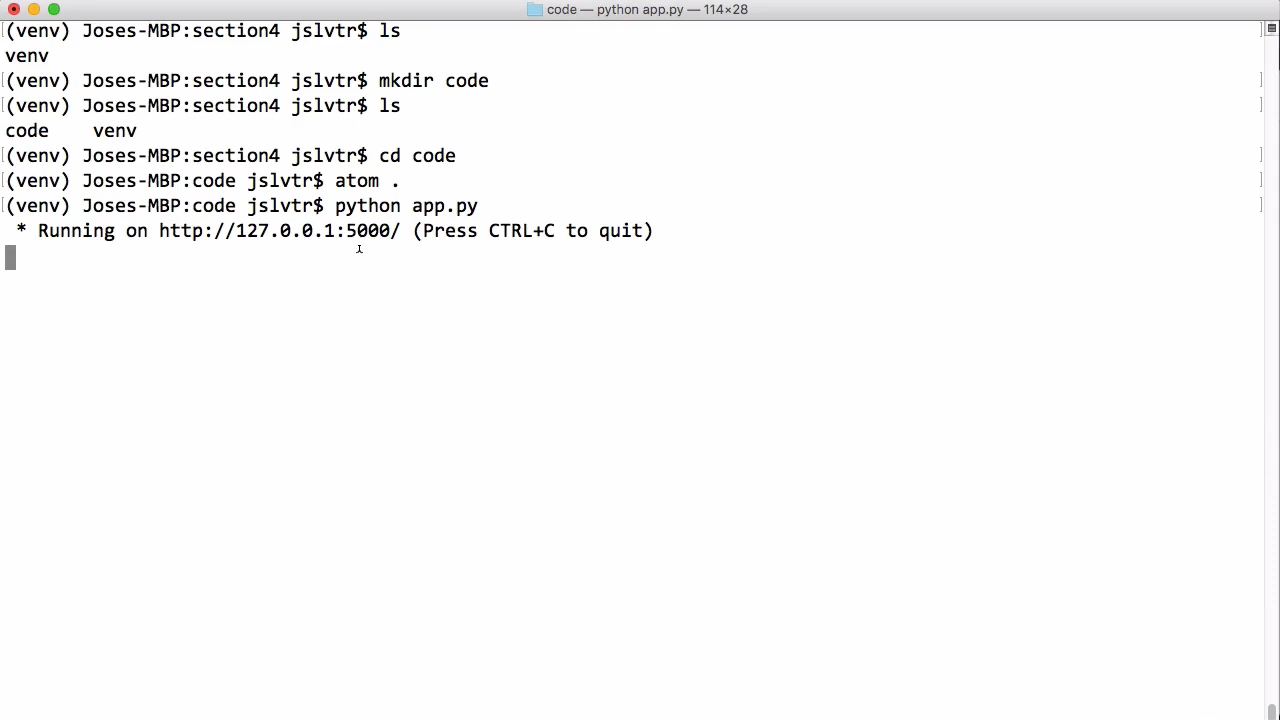 code — python app.py — 114×28
(venv) Joses-MBP:section4 jslvtr$ ls
venv
(venv) Joses-MBP:section4 jslvtr$ mkdir code
(venv) Joses-MBP:section4 jslvtr$ ls
code    venv
(venv) Joses-MBP:section4 jslvtr$ cd code
(venv) Joses-MBP:code jslvtr$ atom .
(venv) Joses-MBP:code jslvtr$ python app.py
 * Running on http://127.0.0.1:5000/ (Press CTRL+C to quit)